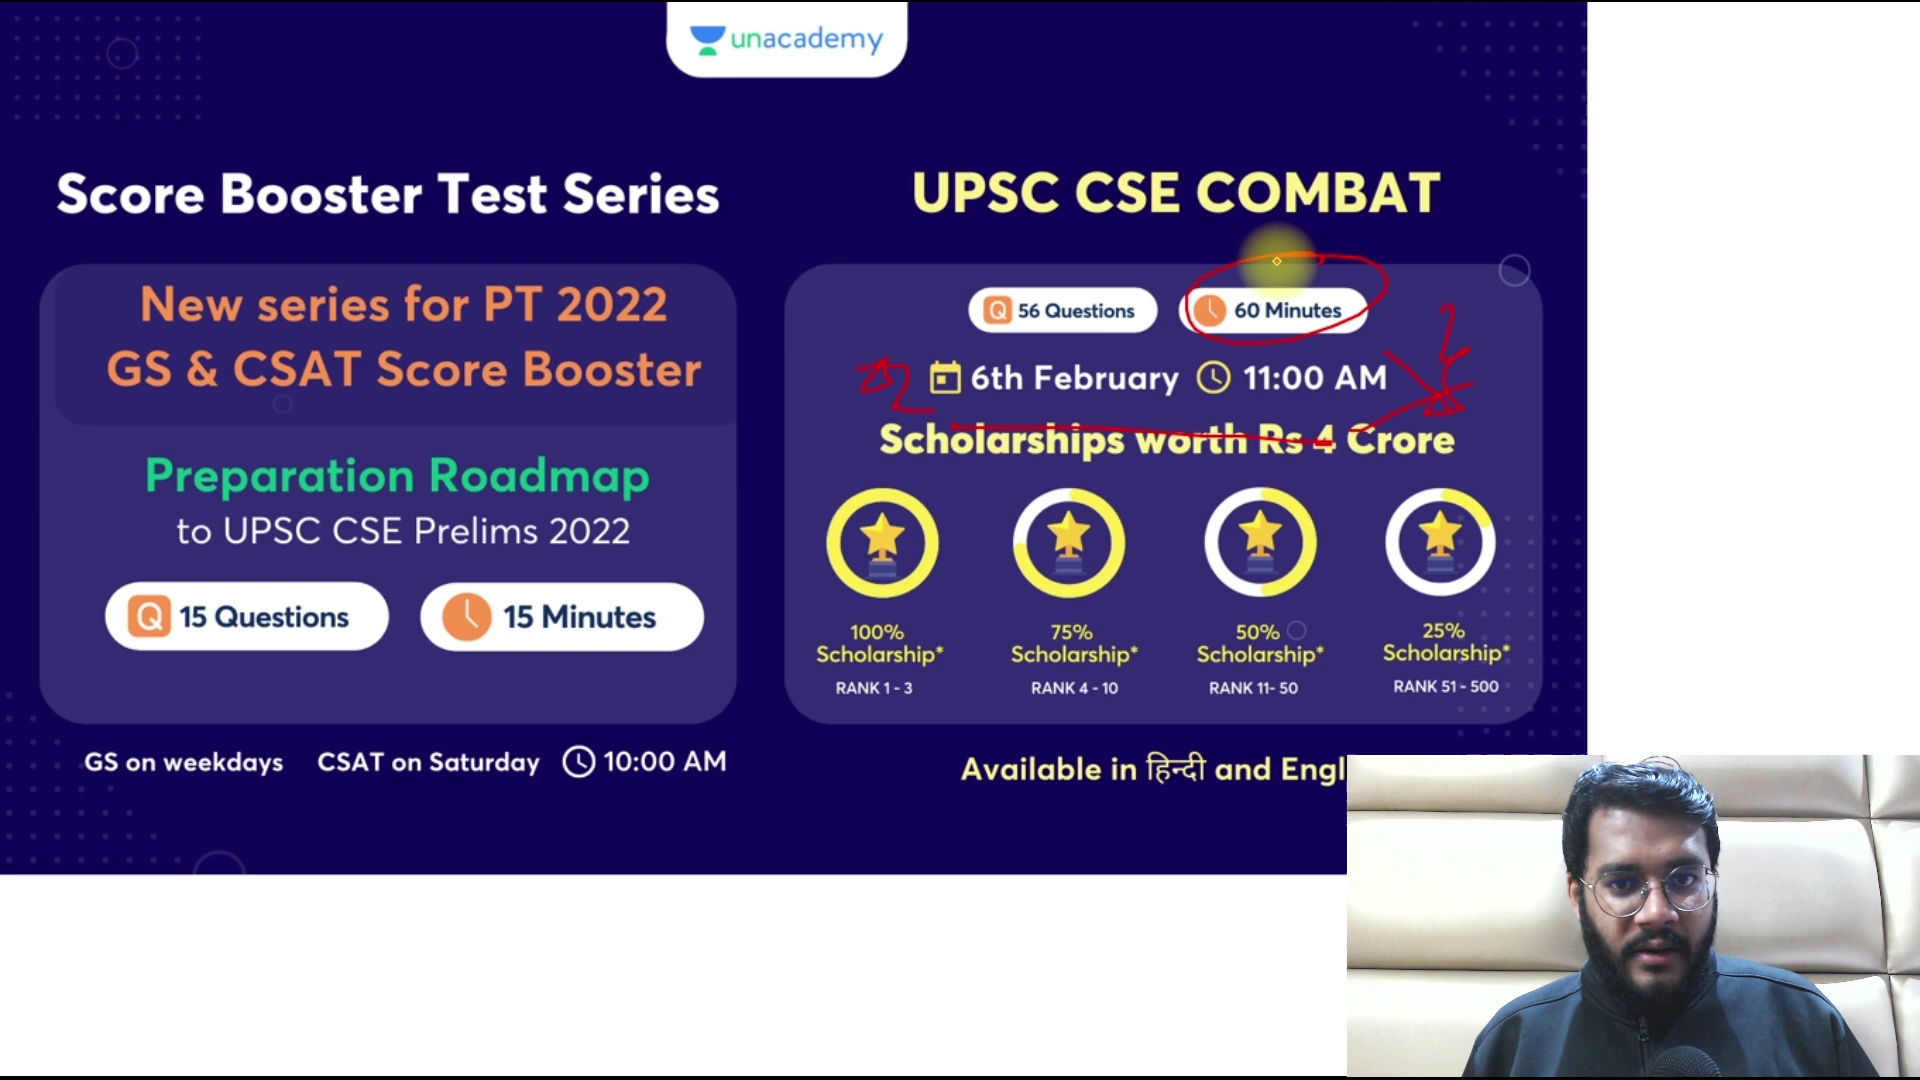 unacademy
Score Booster Test Series
New series for PT 2022
GS & CSAT Score Booster
Preparation Roadmap
to UPSC CSE Prelims 2022
15 Questions
15 Minutes
GS on weekdays
CSAT on Saturday
10:00 AM
UPSC CSE COMBAT
56 Questions
60 Minutes
6th February
11:00 AM
Scholarships worth Rs 4 Crore
100%
Scholarship*
RANK 1 - 3
75%
Scholarship*
RANK 4 - 10
50%
Scholarship*
RANK 11- 50
25%
Scholarship*
RANK 51 - 500
Available in हिन्दी and Engl